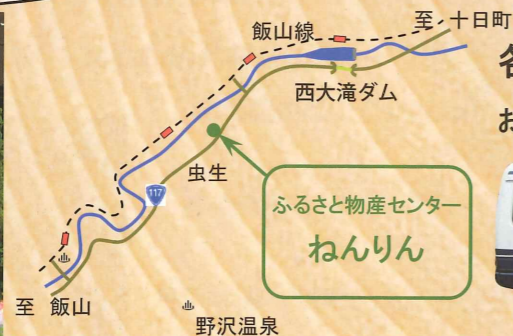 至 十日町
飯山線
西大滝ダム
虫生
117
ふるさと物産センター
ねんりん
至 飯山
野沢温泉
お